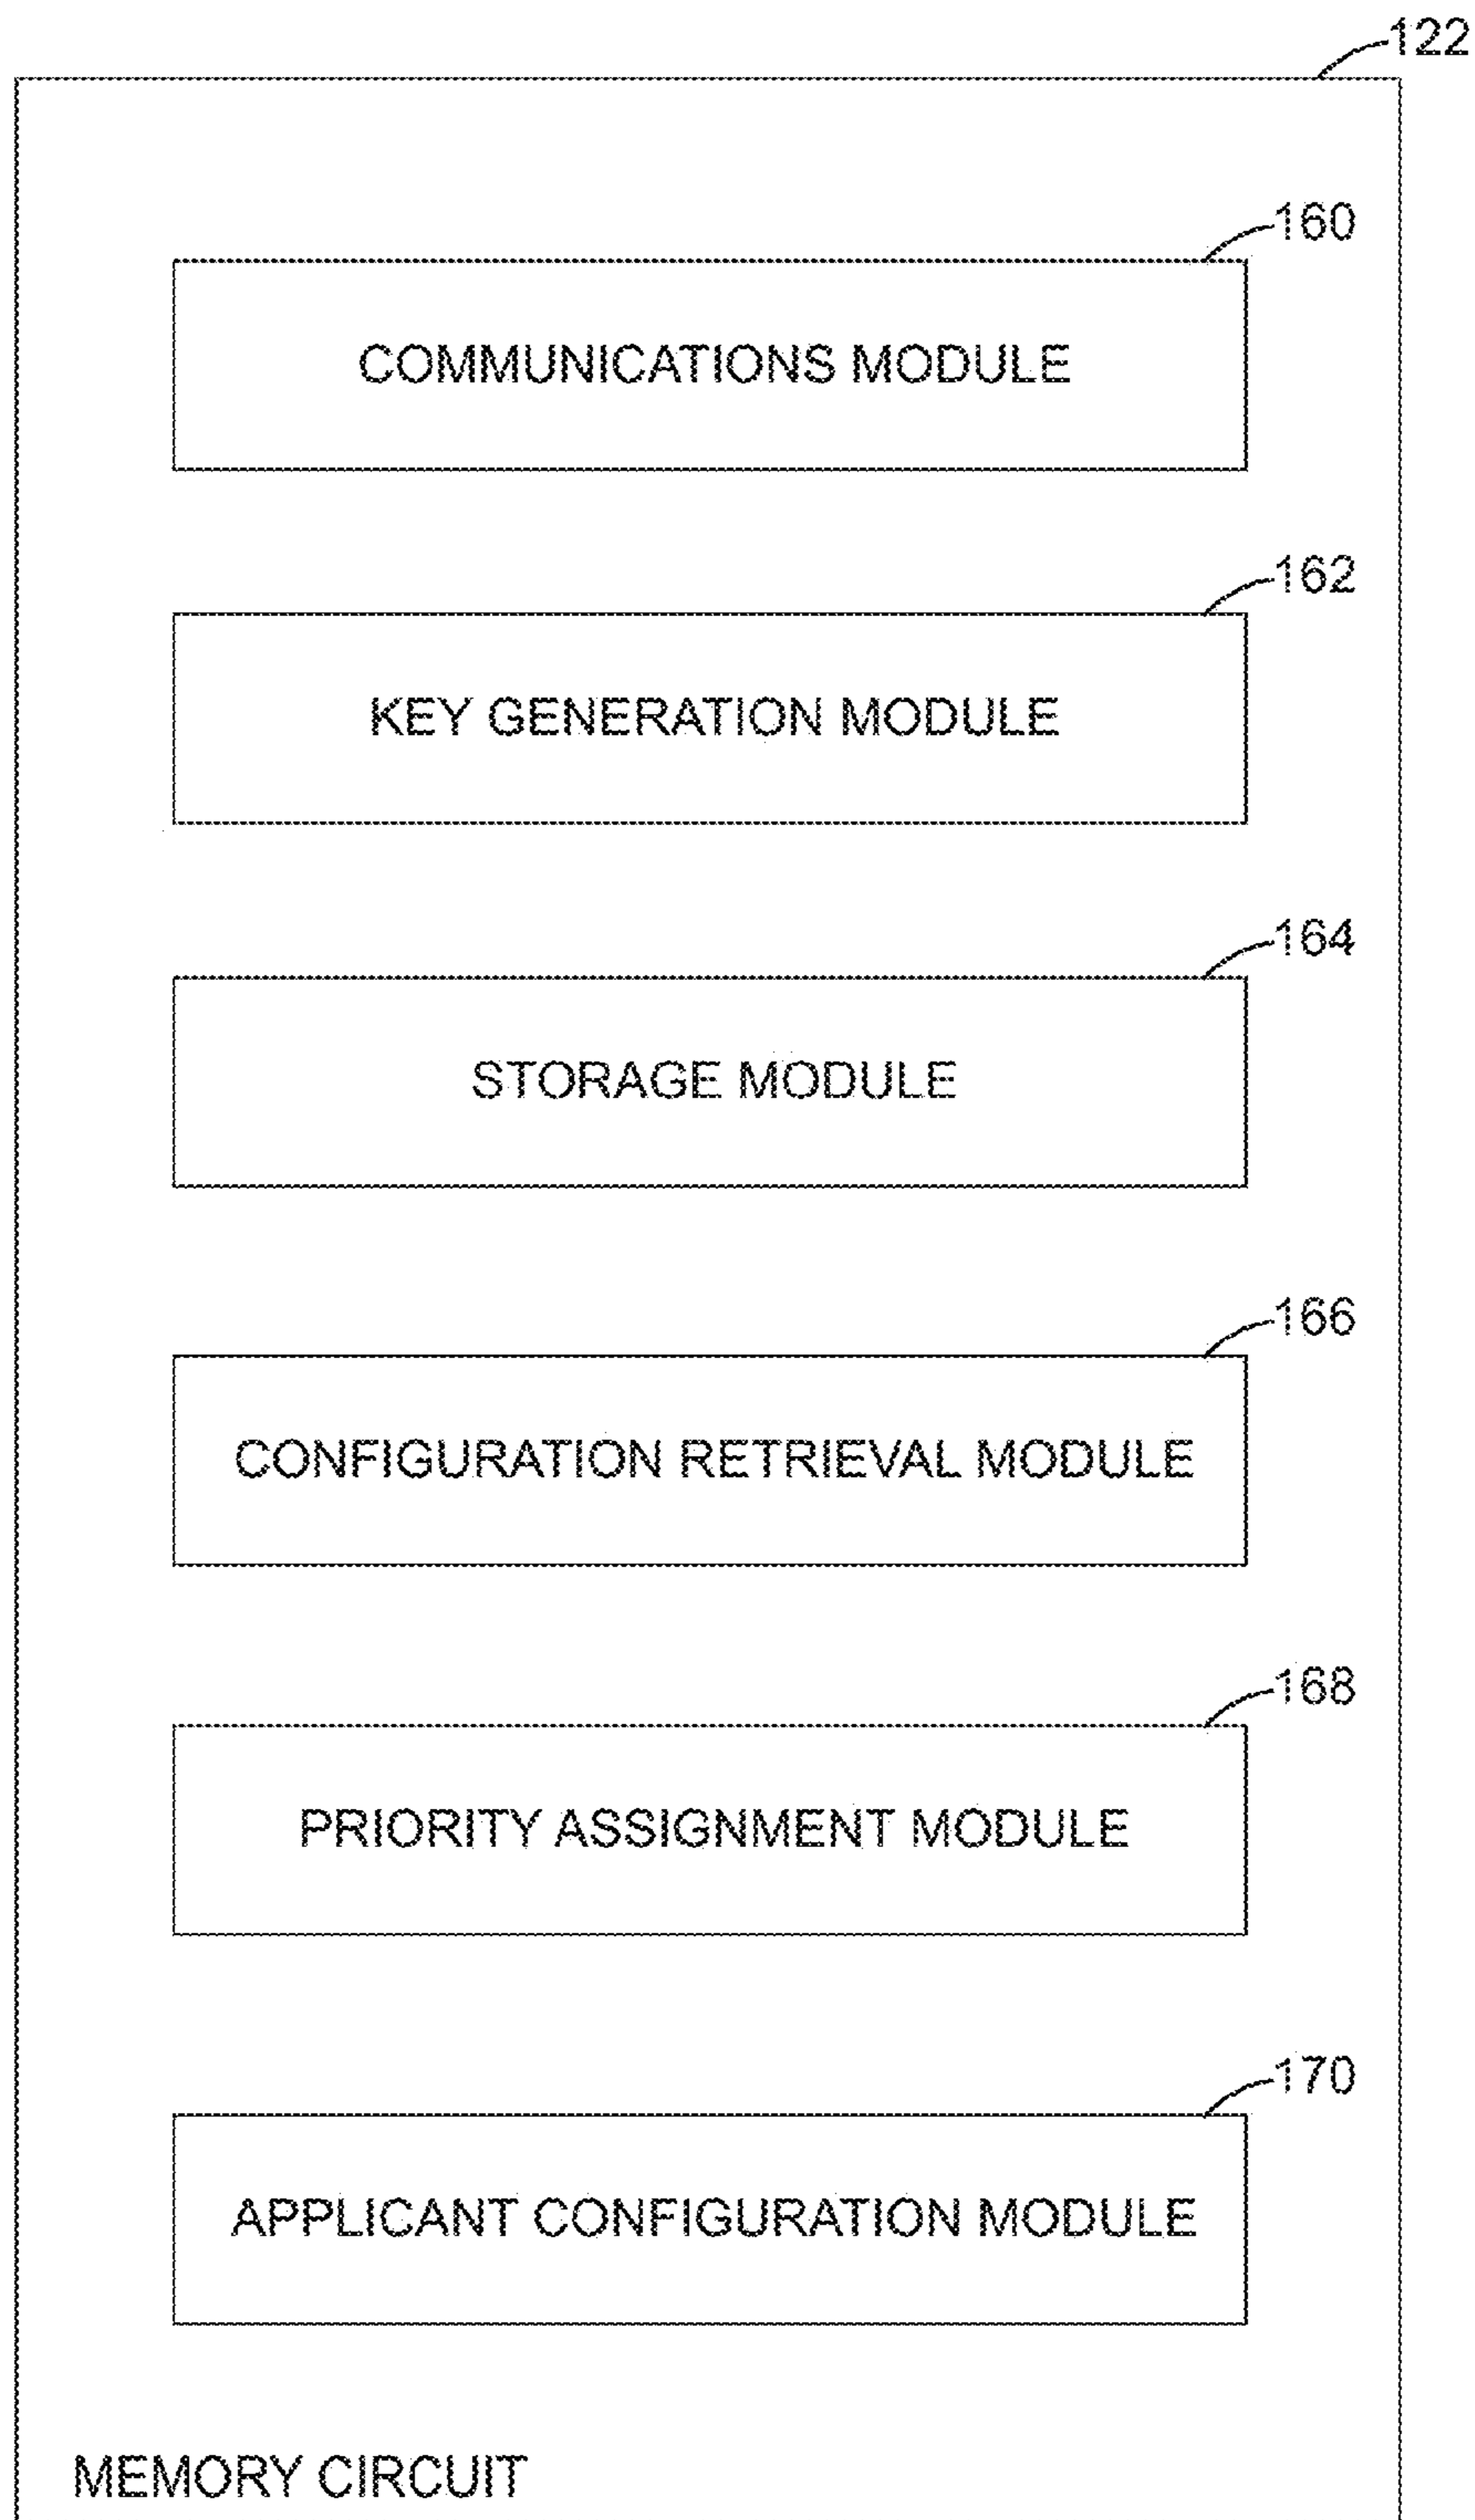 122
160
COMMUNICATIONS MODULE
162
KEY GENERATION MODULE
164
STORAGE MODULE
166
CONFIGURATION RETRIEVAL MODULE
168
PRIORITY ASSIGNMENT MODULE
170
APPLICANT CONFIGURATION MODULE
MEMORY CIRCUIT